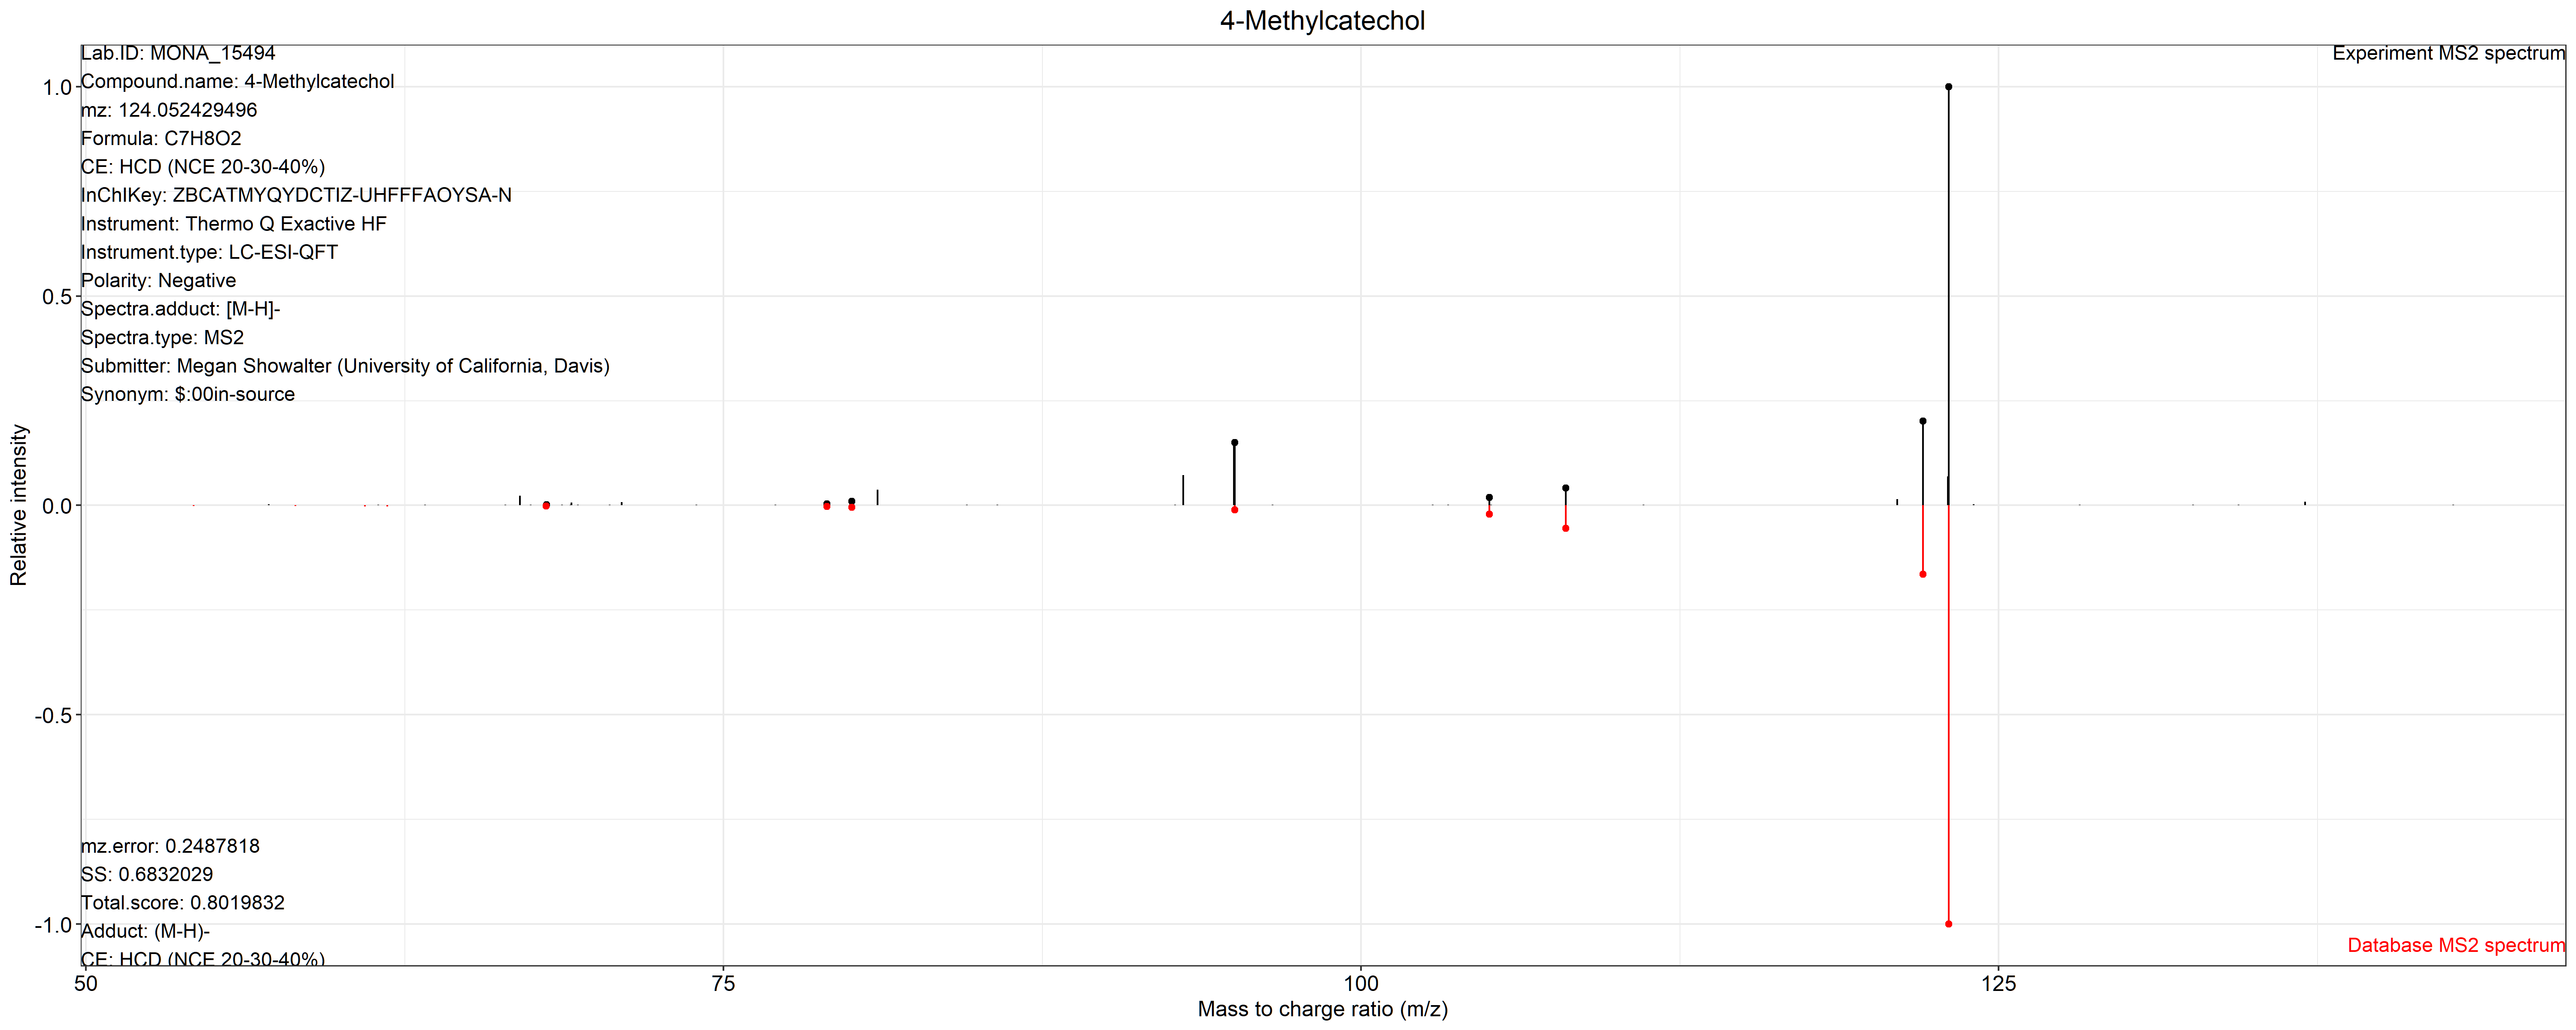 4-Methylcatechol
Lab.ID: MONA_15494
Experiment MS2 spectrum
Compound.name: 4-Methylcatechol
mz: 124.052429496
Formula: C7H8O2
CE: HCD (NCE 20-30-40%)
InChIKey: ZBCATMYQYDCTIZ-UHFFFAOYSA-N
Instrument: Thermo Q Exactive HF
Instrument.type: LC-ESI-QFT
Polarity: Negative
Spectra.adduct: [M-H]-
Spectra.type: MS2
Submitter: Megan Showalter (University of California, Davis)
Synonym: $:00in-source
1.0
0.5
0.0
-0.5
-1.0
Relative intensity
mz.error: 0.2487818
SS: 0.6832029
Total.score: 0.8019832
Adduct: (M-H)-
CE: HCD (NCE 20-30-40%)
Database MS2 spectrum
50
75
100
125
Mass to charge ratio (m/z)